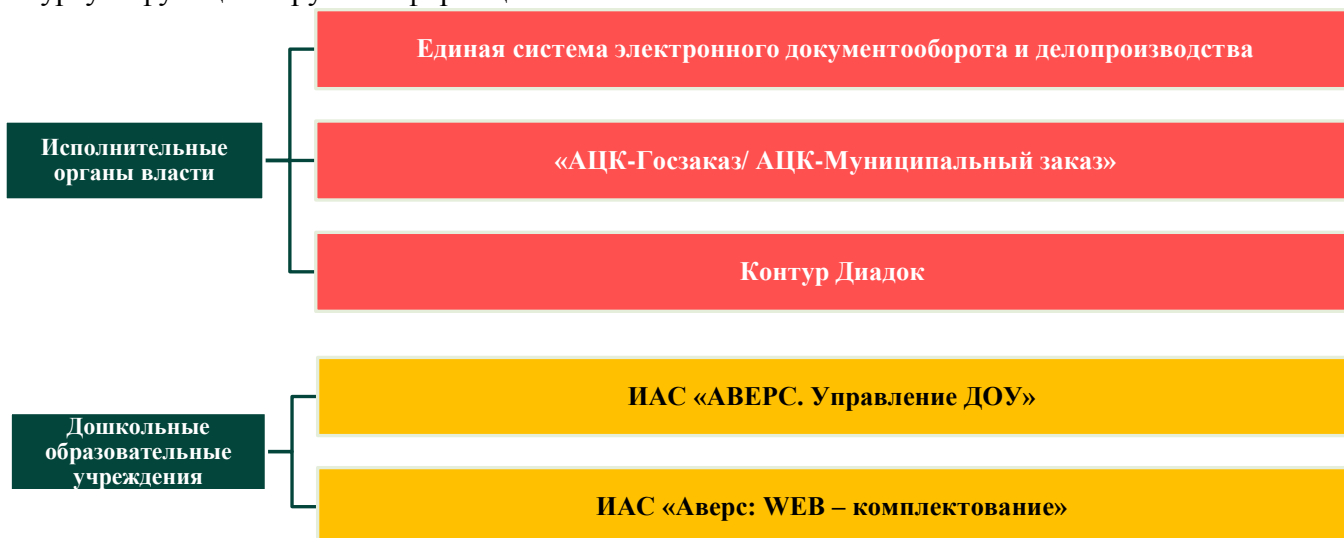 Единая система электронного документооборота и делопроизводства
Исполнительные
органы власти
«АЦК-Госзаказ/ АЦК-Муниципальный заказ»
Контур Диадок
ИАС «АВЕРС. Управление ДОУ»
Дошкольные
образовательные
учреждения
ИАС «Аверс: WEB – комплектование»